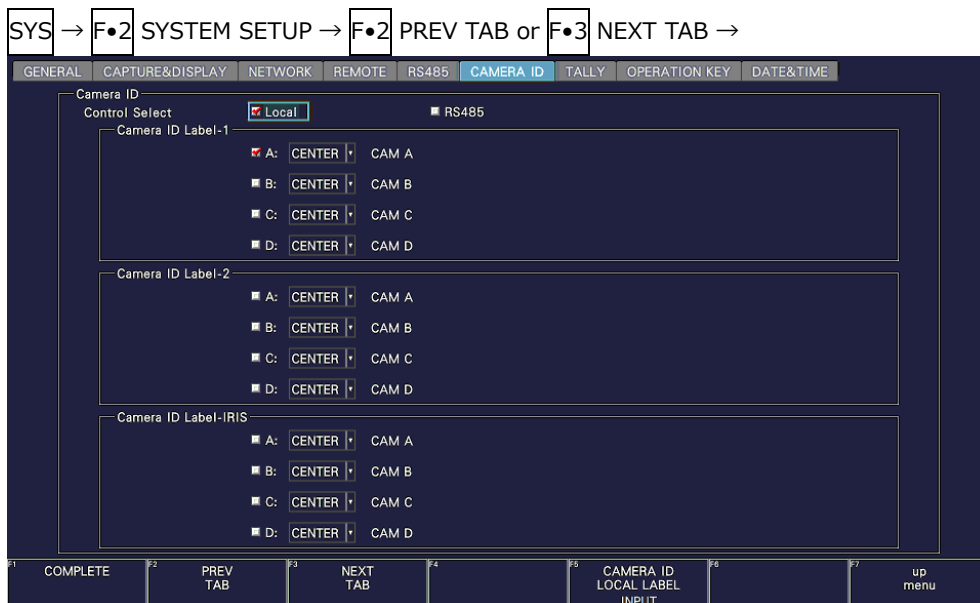 SYS → F•2 SYSTEM SETUP → F•2 PREV TAB or F•3 NEXT TAB →
GENERAL CAPTURE&DISPLAY NETWORK REMOTE RS485 CAMERA ID TALLY OPERATION KEY DATE&TIME
Camera ID
Control Select Local RS485
Camera ID Label-1
A: CENTER CAM A
B: CENTER CAM B
C: CENTER CAM C
D: CENTER CAM D
Camera ID Label-2
A: CENTER CAM A
B: CENTER CAM B
C: CENTER CAM C
D: CENTER CAM D
Camera ID Label-IRIS
A: CENTER CAM A
B: CENTER CAM B
C: CENTER CAM C
D: CENTER CAM D
F1 COMPLETE F2 PREV F3 NEXT F4 F5 CAMERA ID F6 F7 up
TAB TAB LOCAL LABEL menu
INPUT